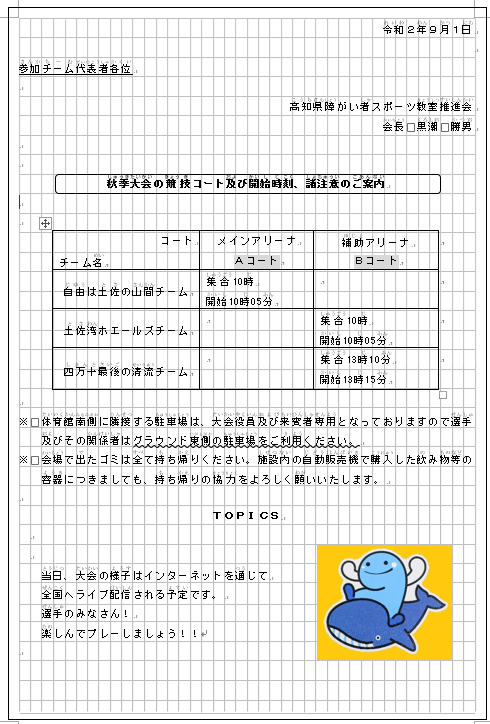 令和２年９月１日
参加チーム代表者各位
高知県障がい者スポーツ教室推進会
会長□黒潮□勝男
秋季大会の競技コート及び開始時刻、諸注意のご案内
コート メインアリーナ 補助アリーナ
チーム名 Ａコート Ｂコート
自由は土佐の山間チーム 集合10時
開始10時05分
土佐湾ホエールズチーム 集合10時
開始10時05分
四万十最後の清流チーム 集合13時10分
開始13時15分
※□体育館南側に隣接する駐車場は、大会役員及び来賓者専用となっておりますので選手
及びその関係者はグラウンド東側の駐車場をご利用ください。
※□会場で出たゴミは全て持ち帰りください。施設内の自動販売機で購入した飲み物等の
容器につきましても、持ち帰りの協力をよろしく願いいたします。
ＴＯＰＩＣＳ
当日、大会の様子はインターネットを通じて
全国へライブ配信される予定です。
選手のみなさん！
楽しんでプレーしましょう！！